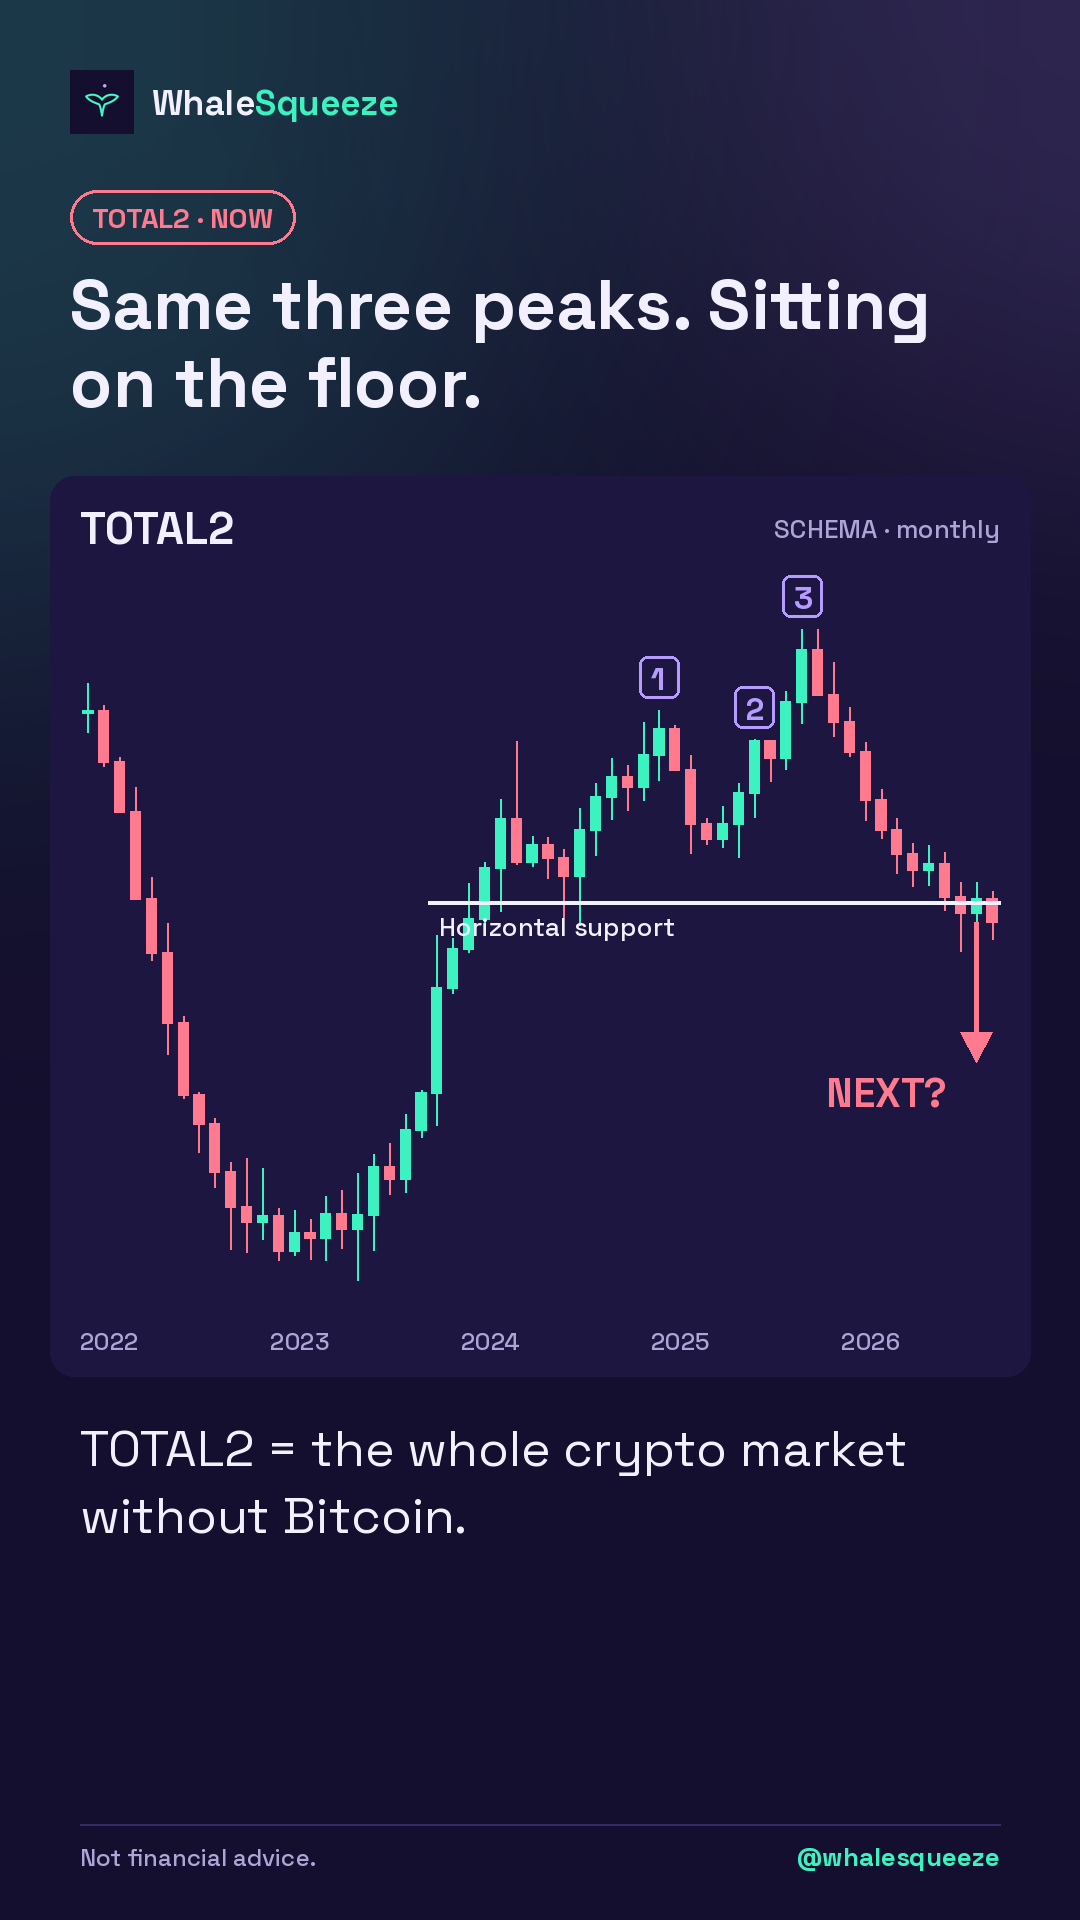 WhaleSqueeze
TOTAL2 · NOW
Same three peaks. Sitting
on the floor.
TOTAL2
SCHEMA · monthly
3
1
2
Horizontal support
NEXT?
2022 2023 2024 2025 2026
TOTAL2 = the whole crypto market
without Bitcoin.
Not financial advice.
@whalesqueeze